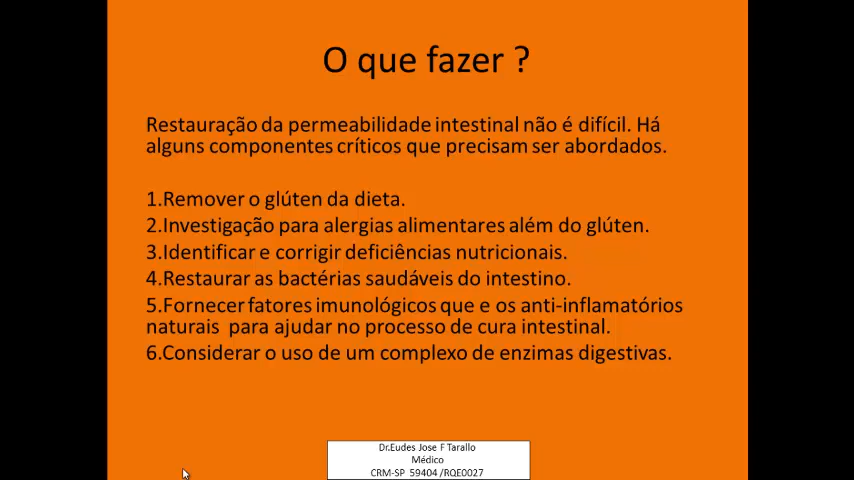 O que fazer ?
Restauração da permeabilidade intestinal não é difícil. Há
alguns componentes críticos que precisam ser abordados.
1.Remover o glúten da dieta.
2.Investigação para alergias alimentares além do glúten.
3.Identificar e corrigir deficiências nutricionais.
4.Restaurar as bactérias saudáveis do intestino.
5.Fornecer fatores imunológicos que e os anti-inflamatórios
naturais para ajudar no processo de cura intestinal.
6.Considerar o uso de um complexo de enzimas digestivas.
Dr.Eudes Jose F Tarallo
Médico
CRM-SP 59404 /RQE0027